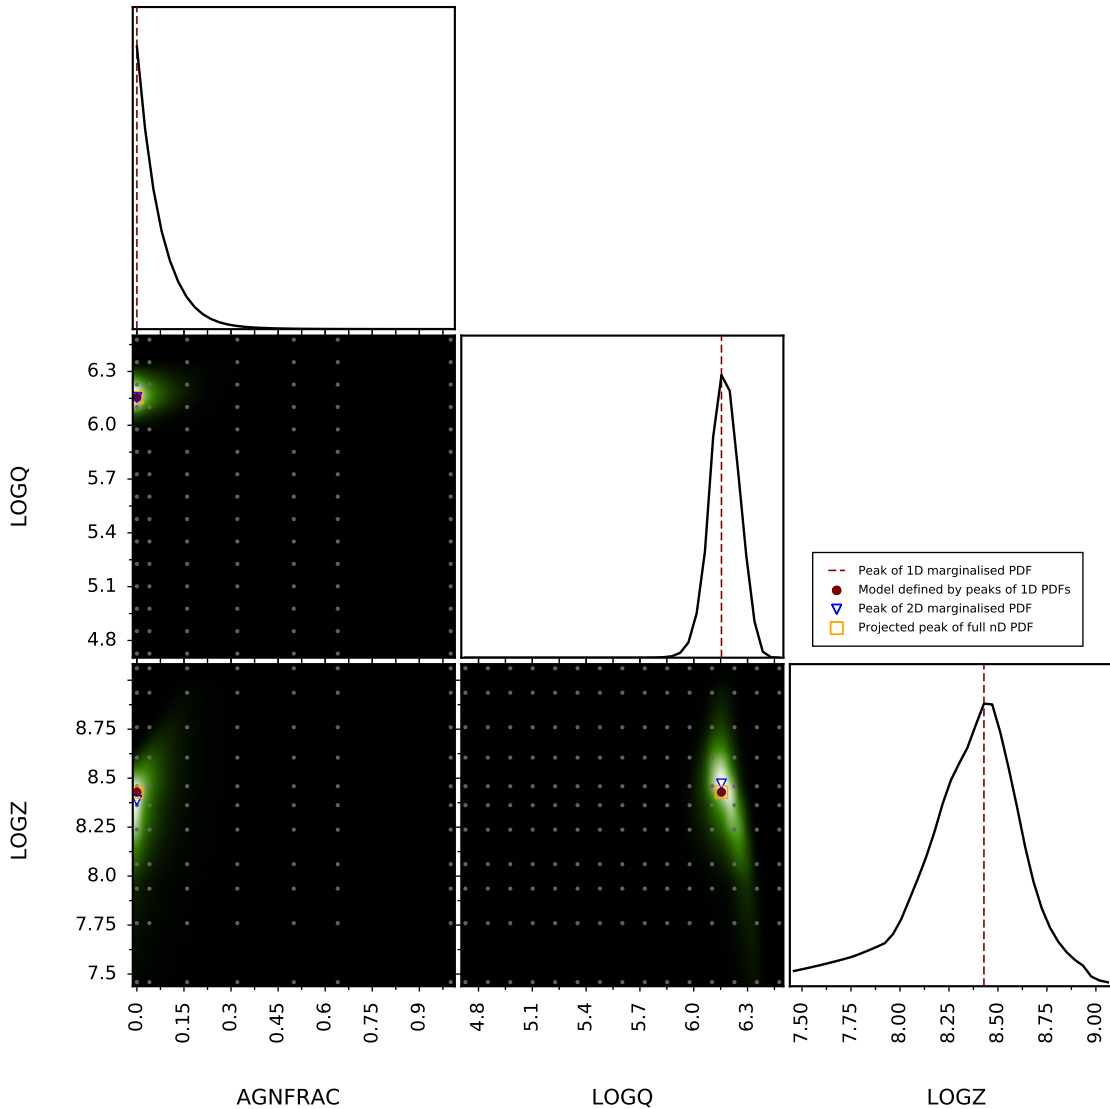 6.3
6.0
5.7
5.4
5.1
4.8
LOGQ
Peak of 1D marginalised PDF
Model defined by peaks of 1D PDFs
Peak of 2D marginalised PDF
Projected peak of full nD PDF
8.75
8.5
8.25
8.0
7.75
7.5
LOGZ
0.0 0.15 0.3 0.45 0.6 0.75 0.9
4.8 5.1 5.4 5.7 6.0 6.3
7.50 7.75 8.00 8.25 8.50 8.75 9.00
AGNFRAC
LOGQ
LOGZ